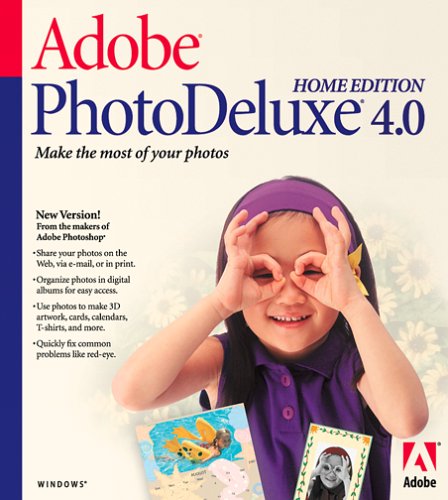 Adobe®
HOME EDITION
PhotoDeluxe® 4.0
Make the most of your photos
New Version!
From the makers of
Adobe Photoshop®
•Share your photos on the
Web, via e-mail, or in print.
•Organize photos in digital
albums for easy access.
•Use photos to make 3D
artwork, cards, calendars,
T-shirts, and more.
•Quickly fix common
problems like red-eye.
AUGUST
WINDOWS®
Adobe